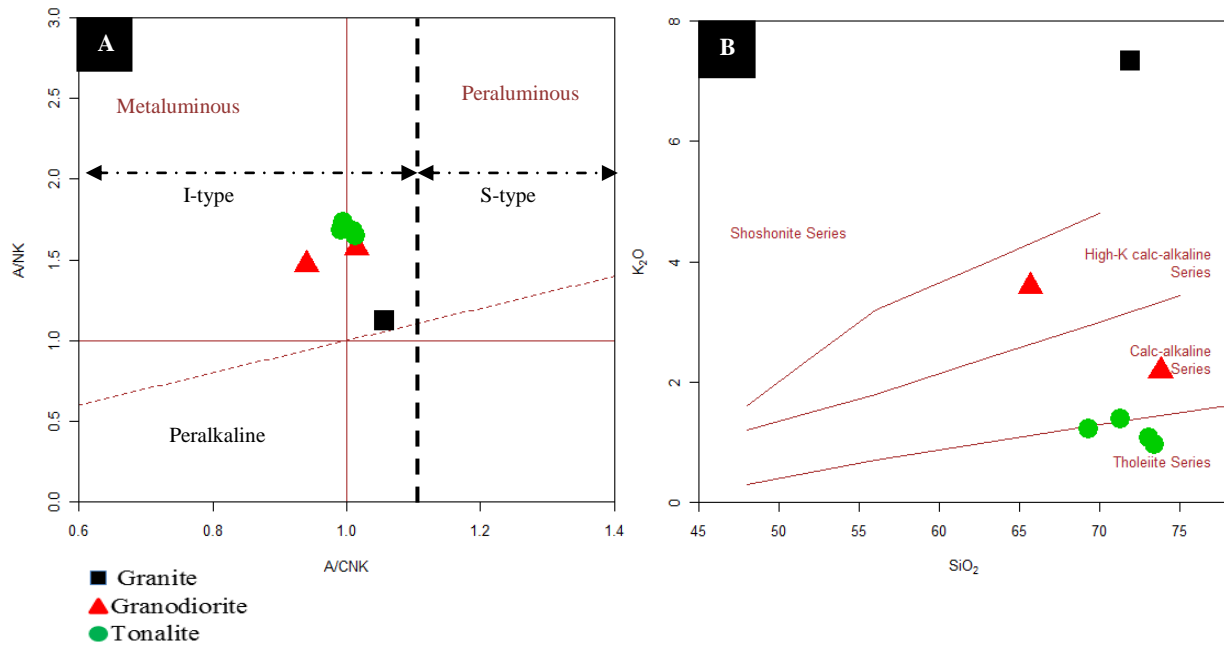 A
3.0
2.5
2.0
1.5
1.0
0.5
0.0
A/NK
Metaluminous
Peraluminous
I-type
S-type
Peralkaline
0.6
0.8
1.0
1.2
1.4
A/CNK
B
8
6
4
2
0
K₂O
Shoshonite Series
High-K calc-alkaline
Series
Calc-alkaline
Series
Tholeiite Series
45
50
55
60
65
70
75
SiO₂
Granite
Granodiorite
Tonalite